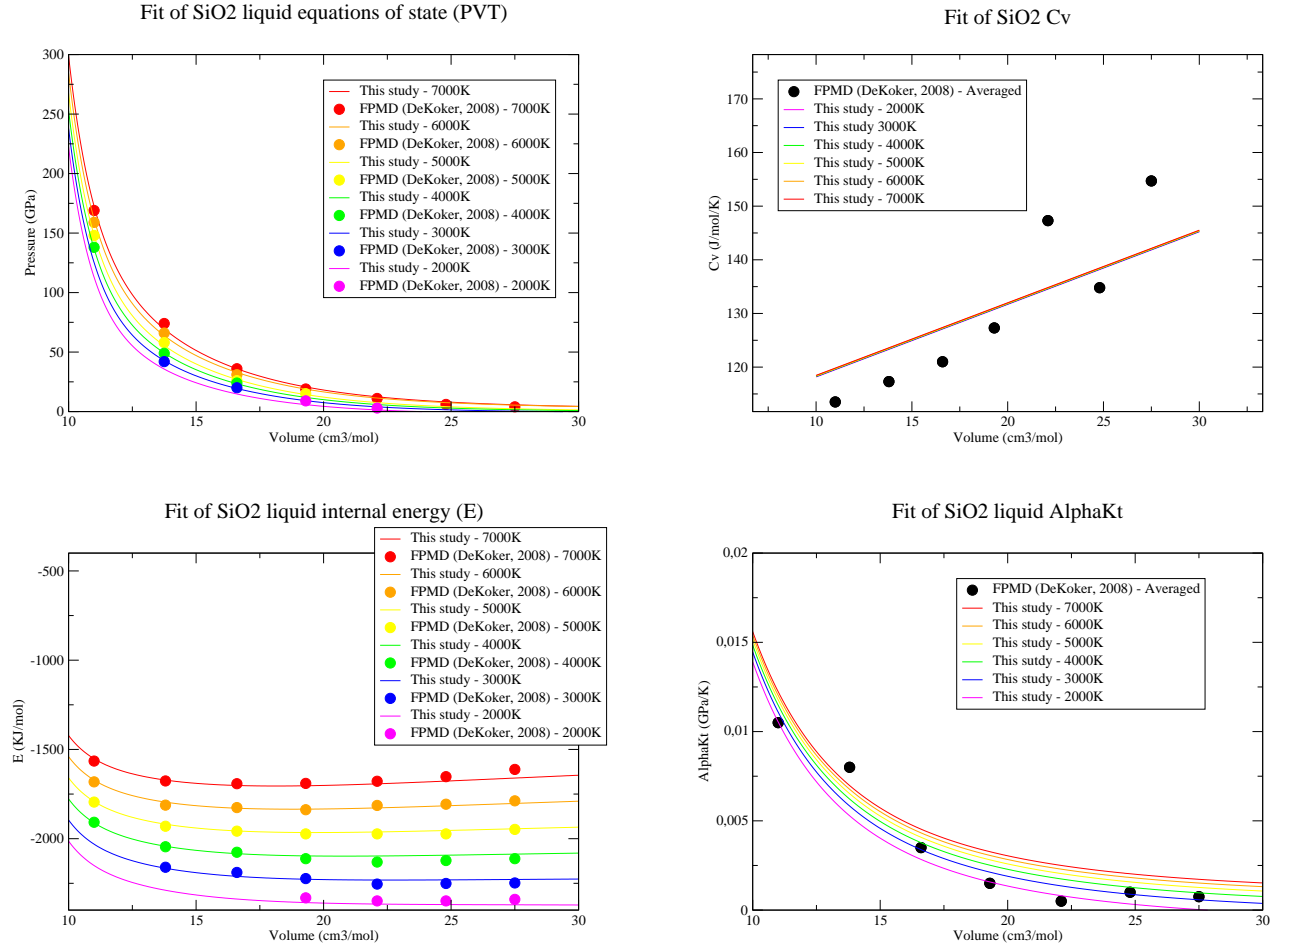 Fit of SiO2 liquid equations of state (PVT)
300
250
200
150
100
50
0
Pressure (GPa)
10
15
20
25
30
Volume (cm3/mol)
This study - 7000K
FPMD (DeKoker, 2008) - 7000K
This study - 6000K
FPMD (DeKoker, 2008) - 6000K
This study - 5000K
FPMD (DeKoker, 2008) - 5000K
This study - 4000K
FPMD (DeKoker, 2008) - 4000K
This study - 3000K
FPMD (DeKoker, 2008) - 3000K
This study - 2000K
FPMD (DeKoker, 2008) - 2000K
Fit of SiO2 Cv
170
160
150
140
130
120
Cv (J/mol/K)
10
15
20
25
30
Volume (cm3/mol)
FPMD (DeKoker, 2008) - Averaged
This study - 2000K
This study 3000K
This study - 4000K
This study - 5000K
This study - 6000K
This study - 7000K
Fit of SiO2 liquid internal energy (E)
-500
-1000
-1500
-2000
E (KJ/mol)
10
15
20
25
30
Volume (cm3/mol)
This study - 7000K
FPMD (DeKoker, 2008) - 7000K
This study - 6000K
FPMD (DeKoker, 2008) - 6000K
This study - 5000K
FPMD (DeKoker, 2008) - 5000K
This study - 4000K
FPMD (DeKoker, 2008) - 4000K
This study - 3000K
FPMD (DeKoker, 2008) - 3000K
This study - 2000K
FPMD (DeKoker, 2008) - 2000K
Fit of SiO2 liquid AlphaKt
0,02
0,015
0,01
0,005
0
AlphaKt (GPa/K)
10
15
20
25
30
Volume (cm3/mol)
FPMD (DeKoker, 2008) - Averaged
This study - 7000K
This study - 6000K
This study - 5000K
This sutdy - 4000K
This study - 3000K
This study - 2000K